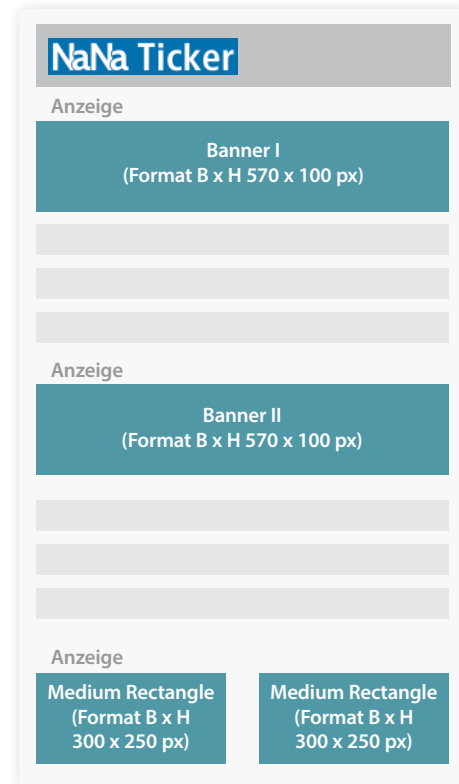 NaNa Ticker
Anzeige
Banner I
(Format B x H 570 x 100 px)
Anzeige
Banner II
(Format B x H 570 x 100 px)
Anzeige
Medium Rectangle
(Format B x H
300 x 250 px)
Medium Rectangle
(Format B x H
300 x 250 px)